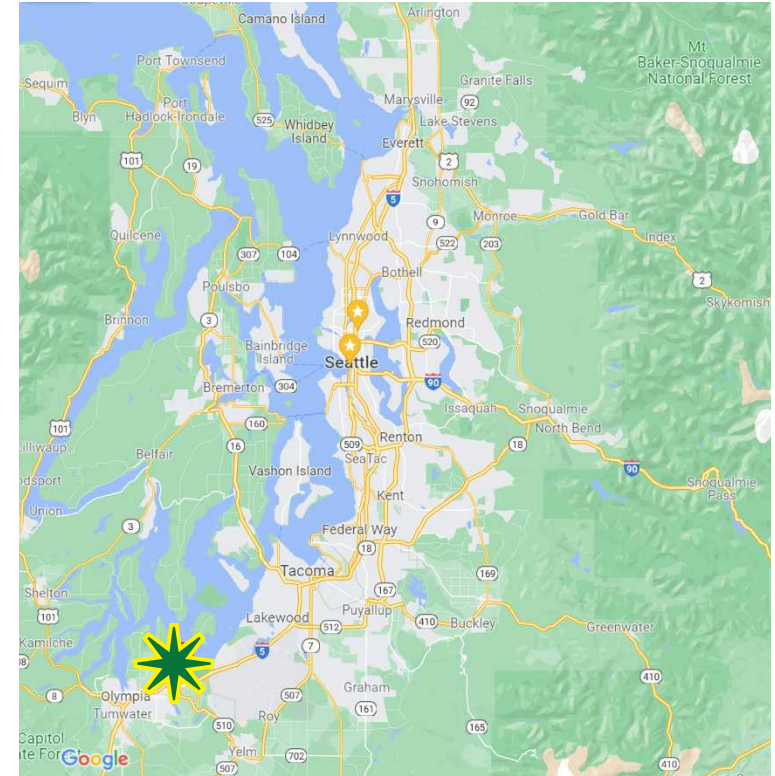 Camano Island
Arlington
Port Townsend
Mt.
Baker-Snoqualmie
National Forest
Sequim
Granite Falls
Port
Hadlock-Irondale
Marysville
92
Blyn
525
Whidbey
Island
Lake Stevens
Everett
101
19
2
Snohomish
5
9
Monroe
Gold Bar
Quilcene
Lynnwood
522
203
Index
307
104
Bothell
2
Poulsbo
Skykomish
Brinnon
3
Redmond
Bainbridge
Island
520
Seattle
Bremerton
304
90
Issaquah
Snoqualmie
North Bend
101
160
Renton
16
509
18
Belfair
SeaTac
90
Vashon Island
Snoqualmie
Pass
Union
Kent
3
Federal Way
18
Tacoma
169
Shelton
167
101
Lakewood
512
Puyallup
410
Buckley
Greenwater
Kamilche
5
7
8
Olympia
Graham
410
507
Tumwater
510
Roy
161
165
Capitol
Yelm
702
507
410
Google